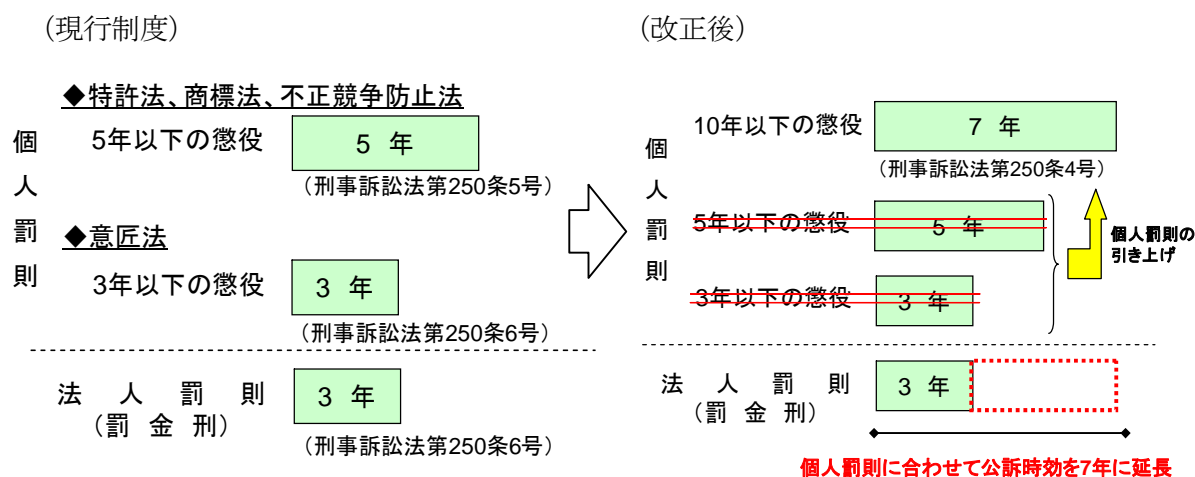 （現行制度）
◆特許法、商標法、不正競争防止法
個人罰則
5年以下の懲役
5 年
（刑事訴訟法第250条5号）
◆意匠法
3年以下の懲役
3 年
（刑事訴訟法第250条6号）
法 人 罰 則
（罰 金 刑）
3 年
（刑事訴訟法第250条6号）
（改正後）
個人罰則
10年以下の懲役
7 年
（刑事訴訟法第250条4号）
5年以下の懲役
5 年
3年以下の懲役
3 年
個人罰則の
引き上げ
法 人 罰 則
（罰 金 刑）
3 年
個人罰則に合わせて公訴時効を7年に延長